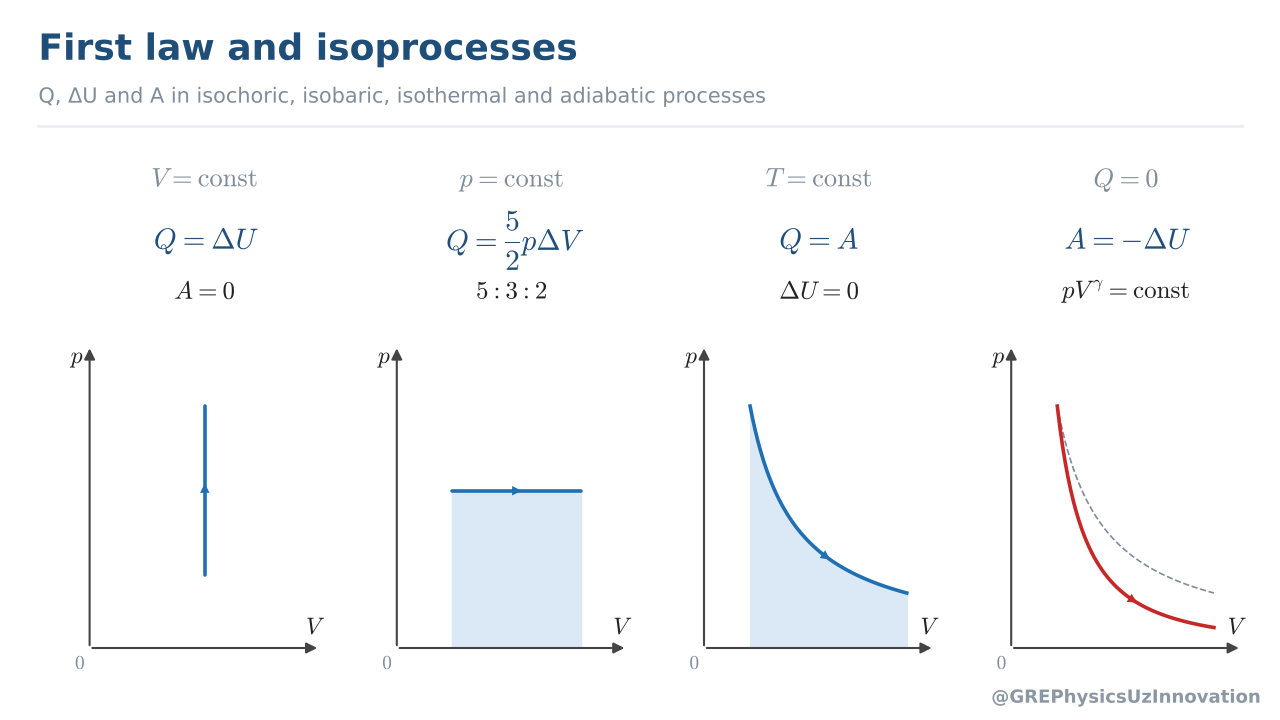 First law and isoprocesses
Q, ΔU and A in isochoric, isobaric, isothermal and adiabatic processes
V = const
p = const
T = const
Q = 0
Q = ΔU
Q = 5/2 pΔV
Q = A
A = −ΔU
A = 0
5 : 3 : 2
ΔU = 0
pV^γ = const
p
p
p
p
V
V
V
V
0
0
0
0
@GREPhysicsUzInnovation